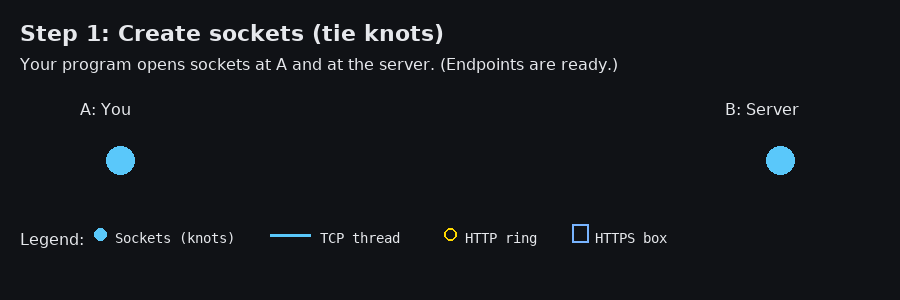 Step 1: Create sockets (tie knots)
Your program opens sockets at A and at the server. (Endpoints are ready.)
A: You B: Server
Legend: Sockets (knots) TCP thread HTTP ring HTTPS box